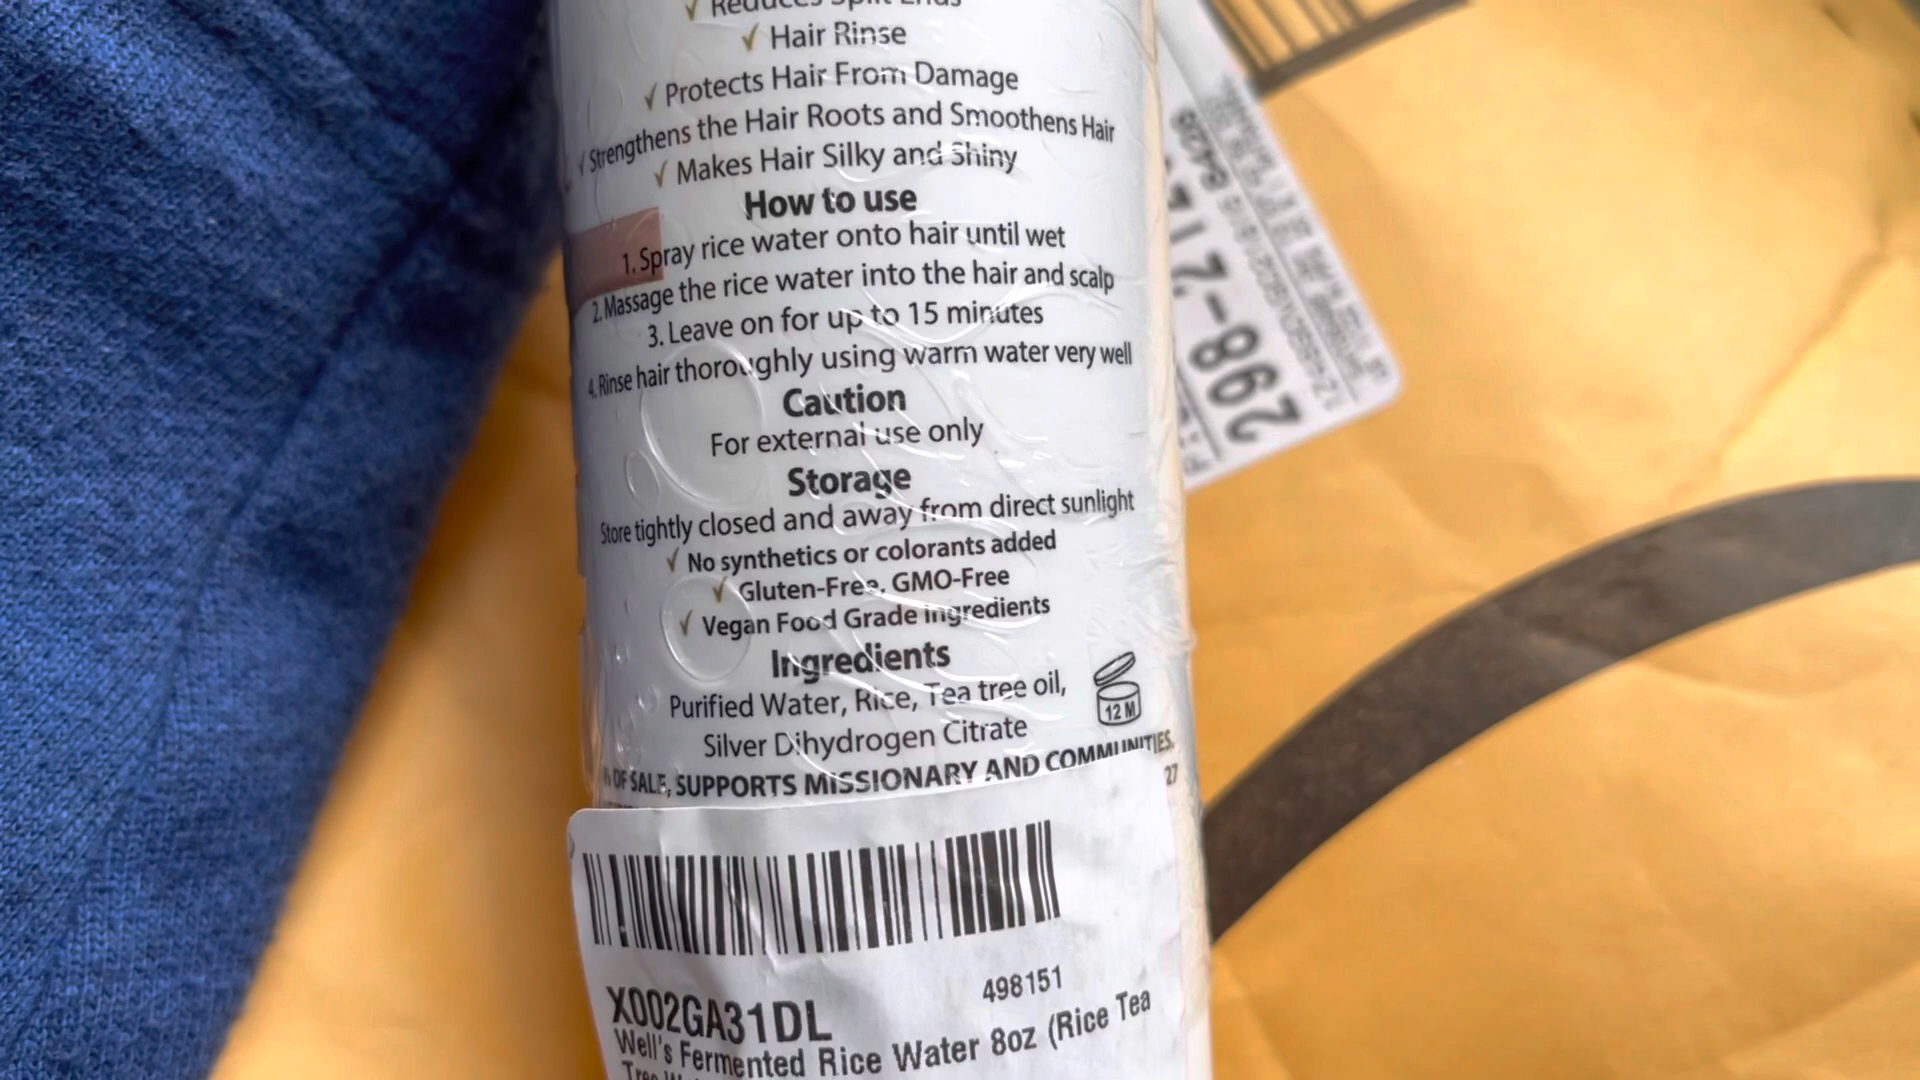 Reduces Split Ends
✓ Hair Rinse
✓ Protects Hair From Damage
✓ Strengthens the Hair Roots and Smoothens Hair
✓ Makes Hair Silky and Shiny
How to use
1. Spray rice water onto hair until wet
2. Massage the rice water into the hair and scalp
3. Leave on for up to 15 minutes
4. Rinse hair thoroughly using warm water very well
Caution
For external use only
Storage
Store tightly closed and away from direct sunlight
✓ No synthetics or colorants added
✓ Gluten-Free, GMO-Free
✓ Vegan Food Grade ingredients
Ingredients
Purified Water, Rice, Tea tree oil,
Silver Dihydrogen Citrate
12 M
OF SALE, SUPPORTS MISSIONARY AND COMMUNITIES.
27
498151
X002GA31DL
Well's Fermented Rice Water 8oz (Rice Tea
298-212